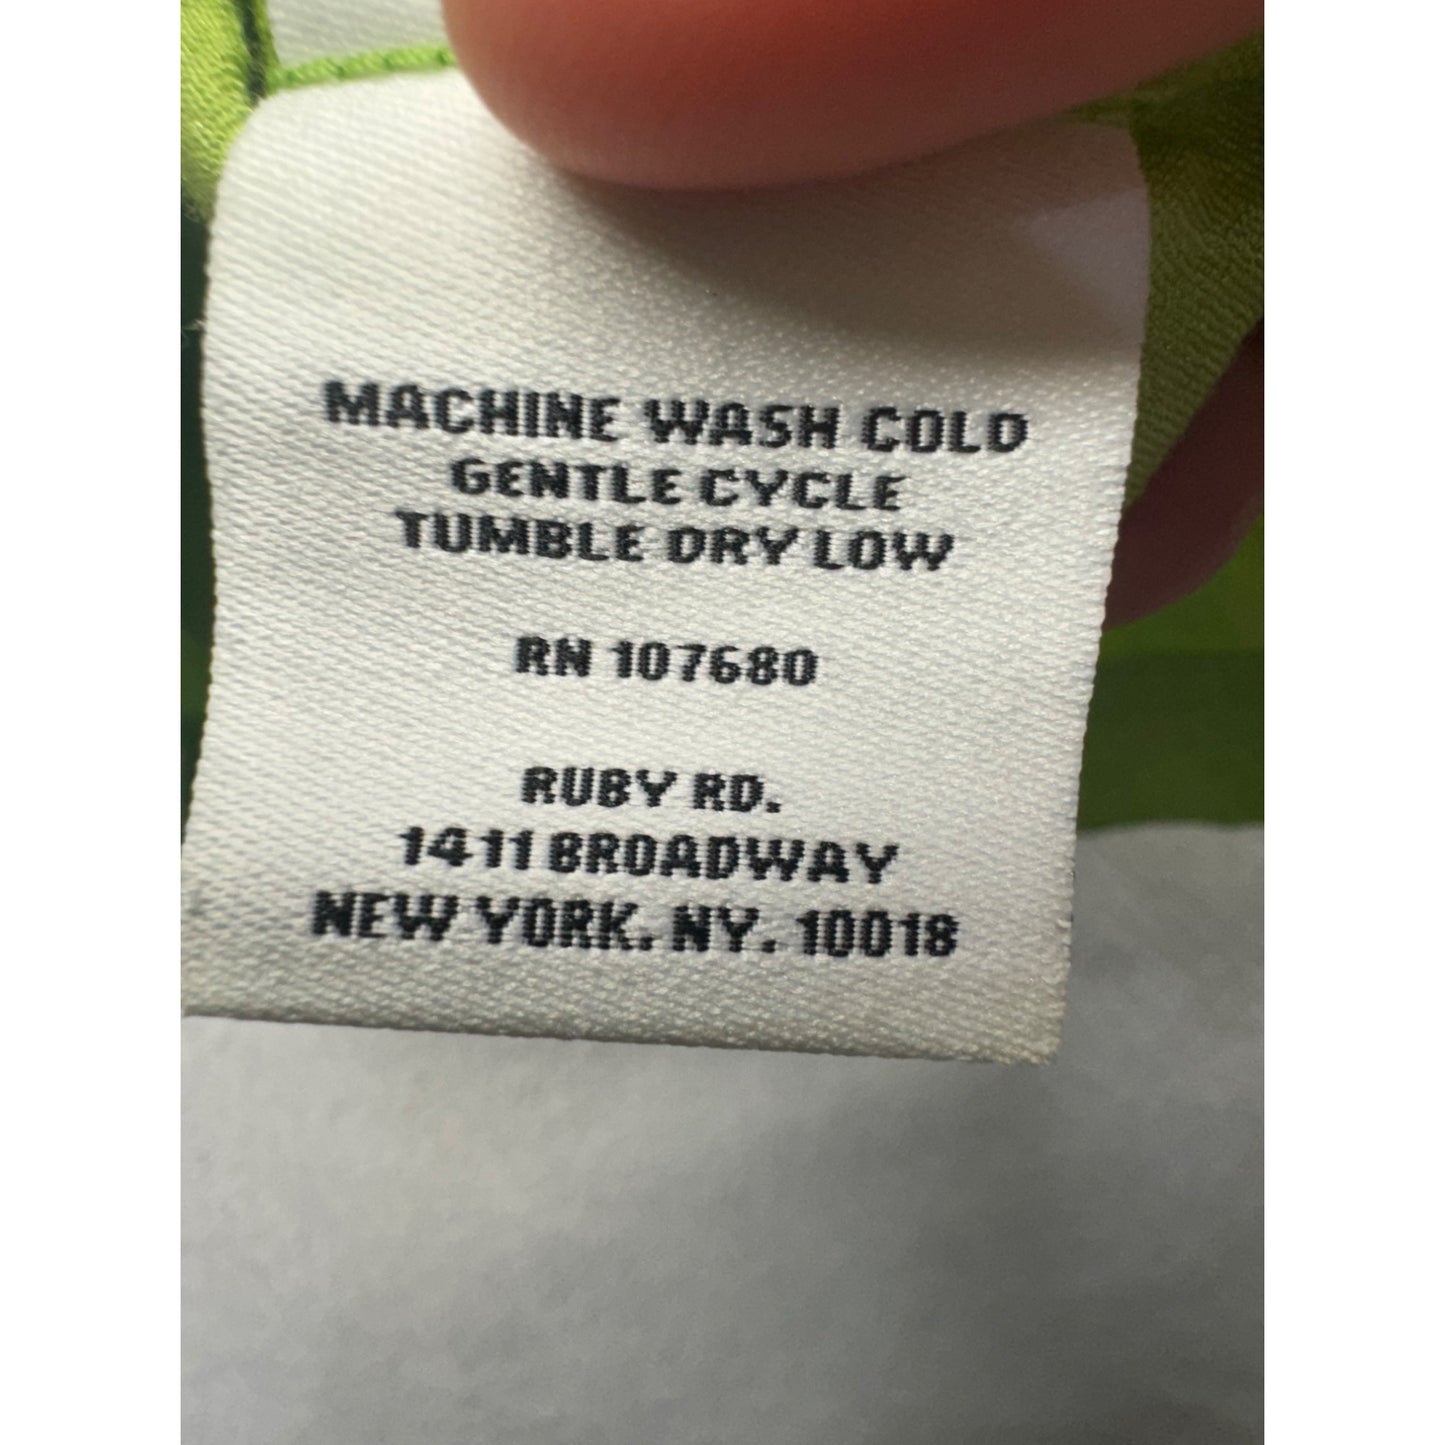 MACHINE WASH COLD
GENTLE CYCLE
TUMBLE DRY LOW
RN 107680
RUBY RD.
1411 BROADWAY
NEW YORK. NY. 10018